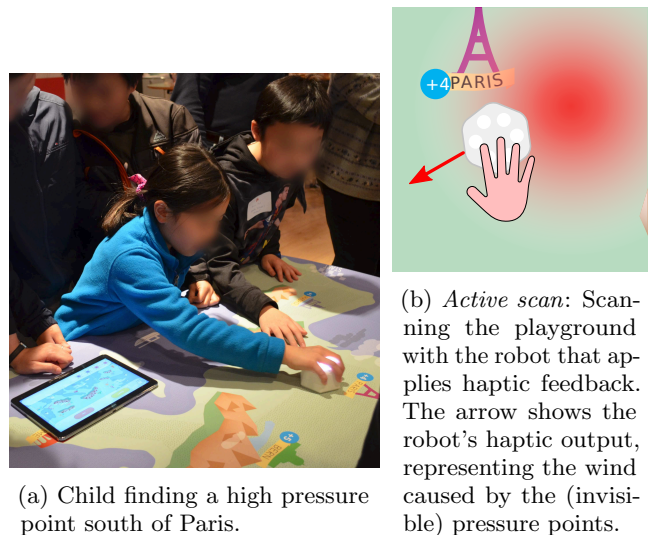 +4 PARIS
(a) Child finding a high pressure
point south of Paris.
(b) Active scan: Scan-
ning the playground
with the robot that ap-
plies haptic feedback.
The arrow shows the
robot's haptic output,
representing the wind
caused by the (invisi-
ble) pressure points.